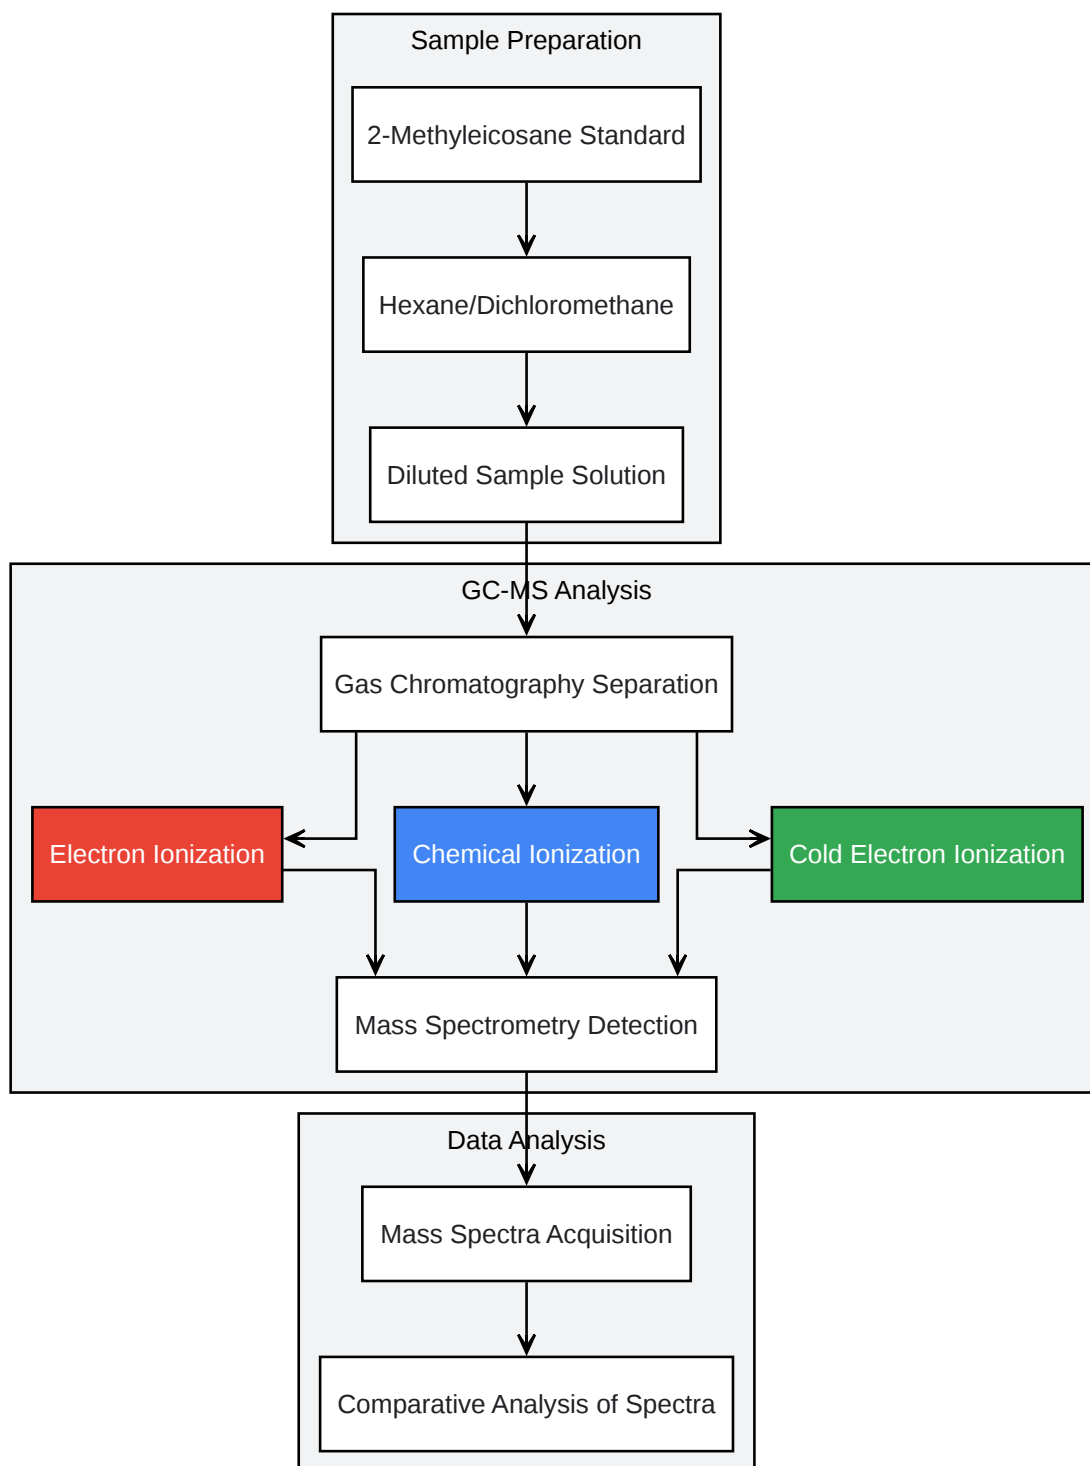 Sample Preparation
2-Methyleicosane Standard
Hexane/Dichloromethane
Diluted Sample Solution
GC-MS Analysis
Gas Chromatography Separation
Electron Ionization
Chemical Ionization
Cold Electron Ionization
Mass Spectrometry Detection
Data Analysis
Mass Spectra Acquisition
Comparative Analysis of Spectra